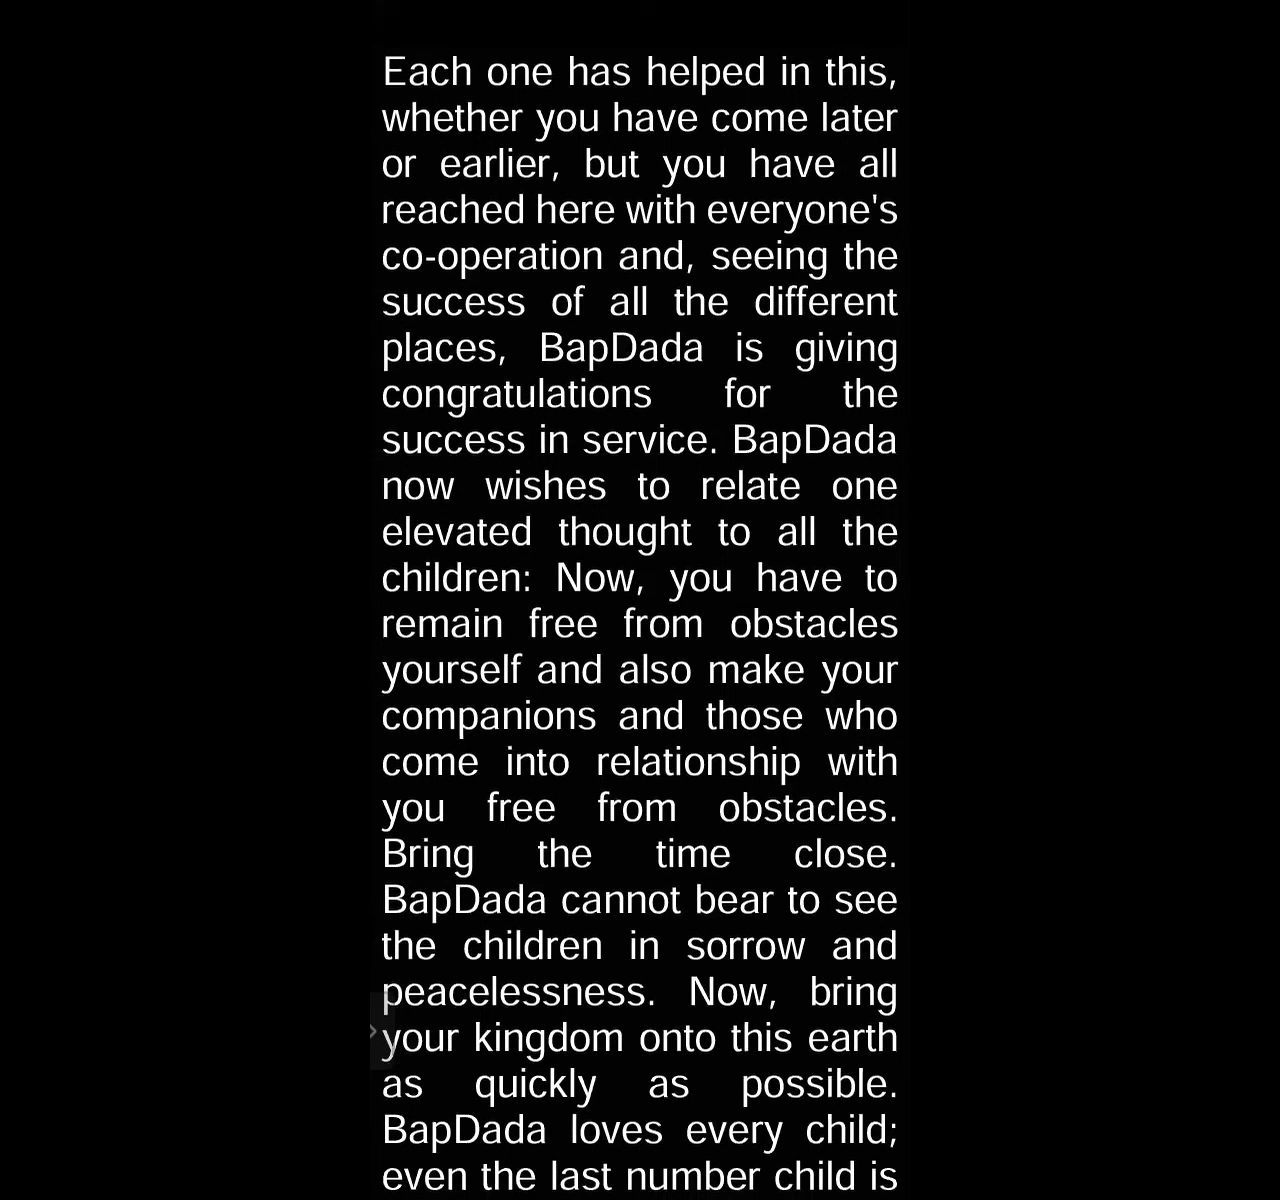 Each one has helped in this,
whether you have come later
or earlier, but you have all
reached here with everyone's
co-operation and, seeing the
success of all the different
places, BapDada is giving
congratulations for the
success in service. BapDada
now wishes to relate one
elevated thought to all the
children: Now, you have to
remain free from obstacles
yourself and also make your
companions and those who
come into relationship with
you free from obstacles.
Bring the time close.
BapDada cannot bear to see
the children in sorrow and
peacelessness. Now, bring
your kingdom onto this earth
as quickly as possible.
BapDada loves every child;
even the last number child is